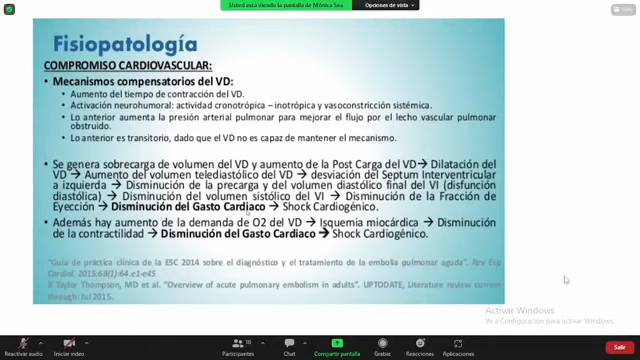 Usted está viendo la pantalla de Mónica Sea
Opciones de vista
Fisiopatología
COMPROMISO CARDIOVASCULAR:
• Mecanismos compensatorios del VD:
• Aumento del tiempo de contracción del VD.
• Activación neurohumoral: actividad cronotrópica – inotrópica y vasoconstricción sistémica.
• Lo anterior aumenta la presión arterial pulmonar para mejorar el flujo por el lecho vascular pulmonar
obstruido.
• Lo anterior es transitorio, dado que el VD no es capaz de mantener el mecanismo.
• Se genera sobrecarga de volumen del VD y aumento de la Post Carga del VD→ Dilatación del
VD → Aumento del volumen telediastólico del VD → desviación del Septum Interventricular
a izquierda → Disminución de la precarga y del volumen diastólico final del VI (disfunción
diastólica) → Disminución del volumen sistólico del VI → Disminución de la Fracción de
Eyección → Disminución del Gasto Cardiaco → Shock Cardiogénico.
• Además hay aumento de la demanda de O2 del VD → Isquemia miocárdica → Disminución
de la contractilidad → Disminución del Gasto Cardiaco → Shock Cardiogénico.
"Guía de práctica clínica de la ESC 2014 sobre el diagnóstico y el tratamiento de la embolia pulmonar aguda". Rev Esp
Cardiol. 2015;68(1):64.e1-e45
B Taylor Thompson, MD et al. "Overview of acute pulmonary embolism in adults". UPTODATE, Literature review current
through: Jul 2015.
Activar Windows
Ve a Configuración para activar Windows.
Reactivar audio
Iniciar video
Participantes
16
Chat
Compartir pantalla
Grabar
Reacciones
Aplicaciones
Salir